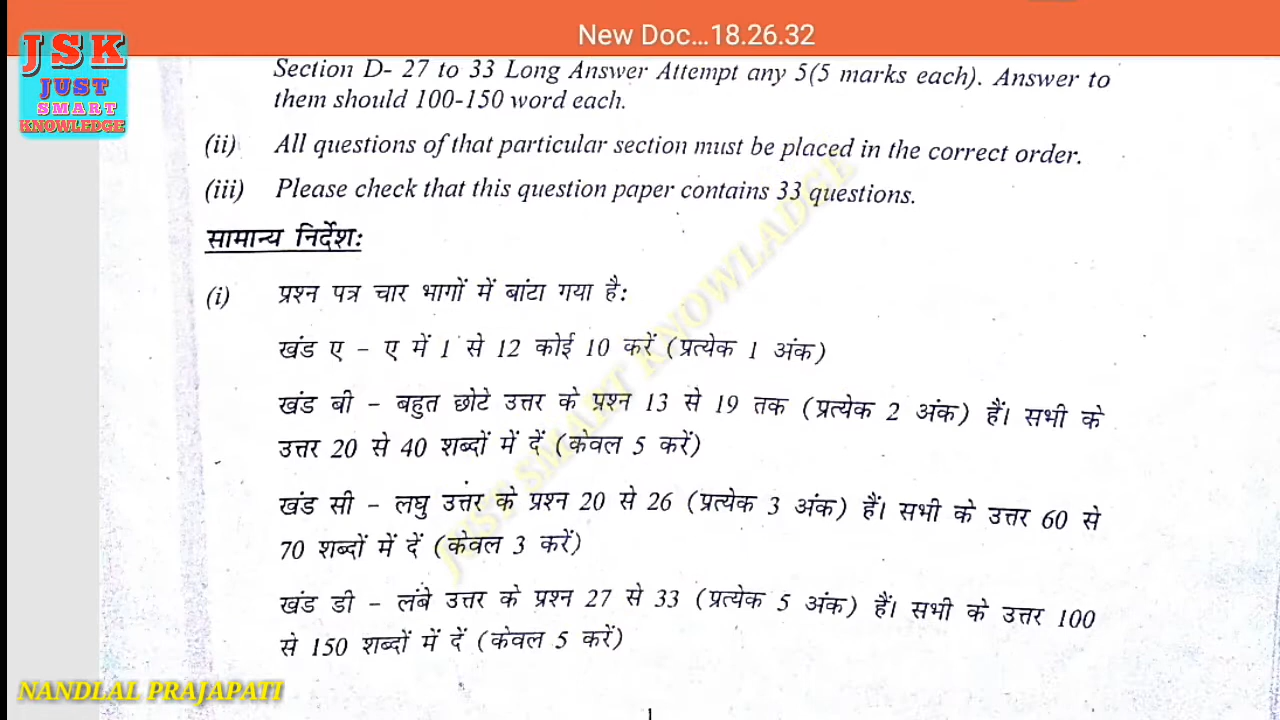 New Doc...18.26.32
JSK
JUST
SMART
KNOWLEDGE
Section D- 27 to 33 Long Answer Attempt any 5(5 marks each). Answer to
them should 100-150 word each.
(ii) All questions of that particular section must be placed in the correct order.
(iii) Please check that this question paper contains 33 questions.
सामान्य निर्देशः
(i) प्रश्न पत्र चार भागों में बांटा गया है:
खंड ए – ए में 1 से 12 कोई 10 करें (प्रत्येक 1 अंक)
खंड बी – बहुत छोटे उत्तर के प्रश्न 13 से 19 तक (प्रत्येक 2 अंक) हैं। सभी के
उत्तर 20 से 40 शब्दों में दें (केवल 5 करें)
खंड सी – लघु उत्तर के प्रश्न 20 से 26 (प्रत्येक 3 अंक) हैं। सभी के उत्तर 60 से
70 शब्दों में दें (केवल 3 करें)
खंड डी – लंबे उत्तर के प्रश्न 27 से 33 (प्रत्येक 5 अंक) हैं। सभी के उत्तर 100
से 150 शब्दों में दें (केवल 5 करें)
JUST SMART KNOWLADGE
NANDLAL PRAJAPATI
1